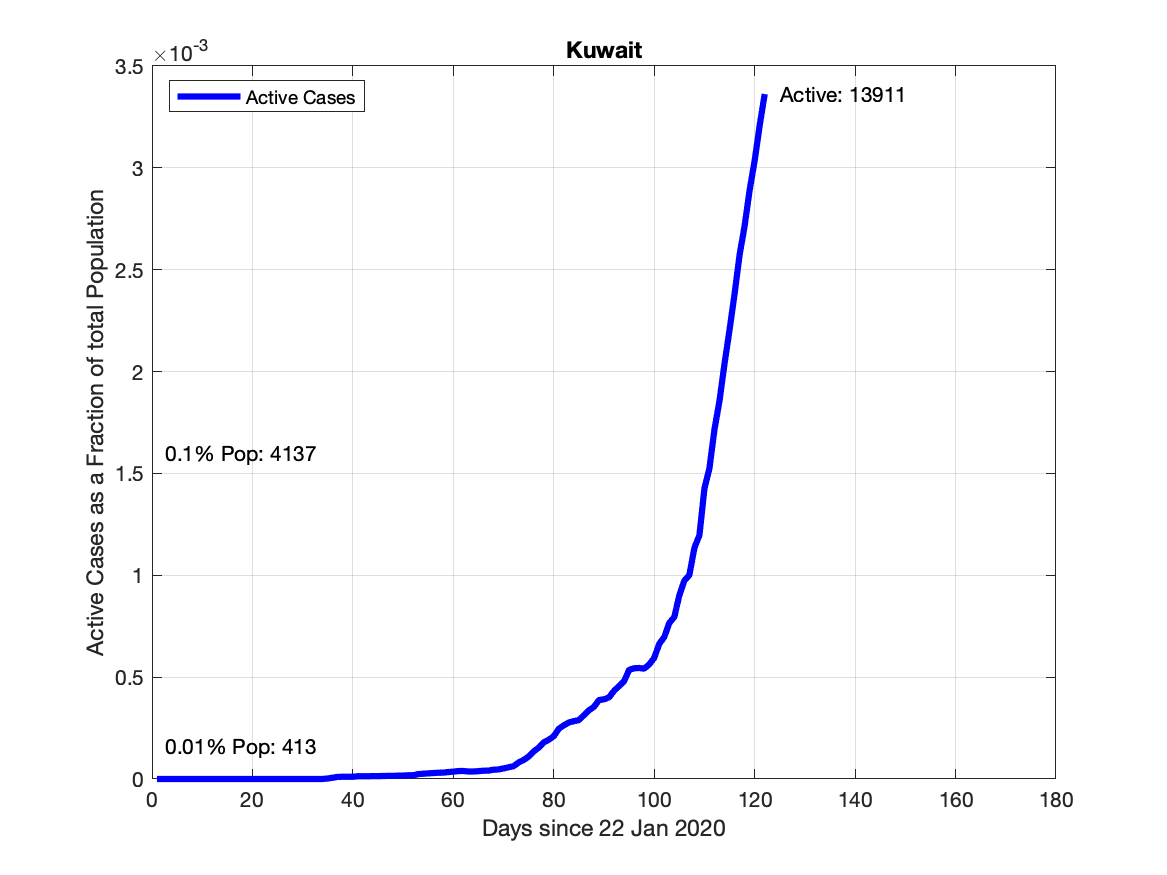 Kuwait
×10-3
3.5
3
2.5
2
1.5
1
0.5
0
Active Cases
Active: 13911
0.1% Pop: 4137
0.01% Pop: 413
Active Cases as a Fraction of total Population
0 20 40 60 80 100 120 140 160 180
Days since 22 Jan 2020